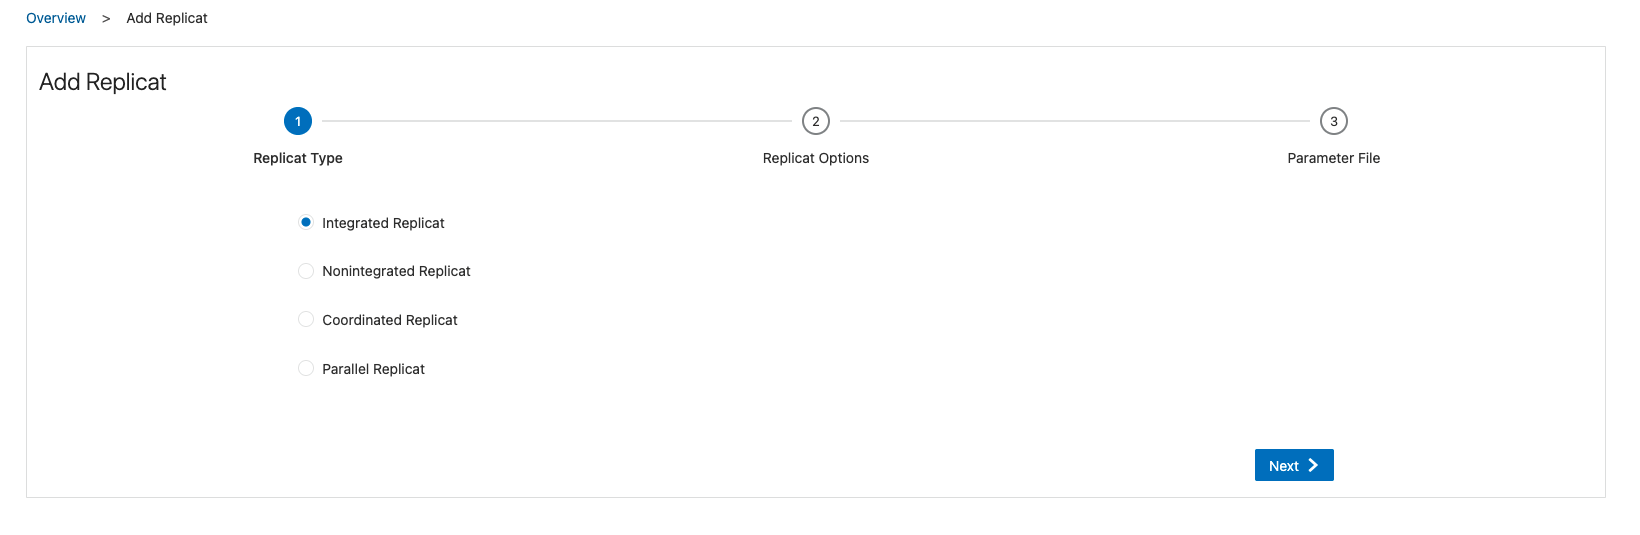 Overview > Add Replicat
Add Replicat
1 2 3
Replicat Type Replicat Options Parameter File
Integrated Replicat
Nonintegrated Replicat
Coordinated Replicat
Parallel Replicat
Next